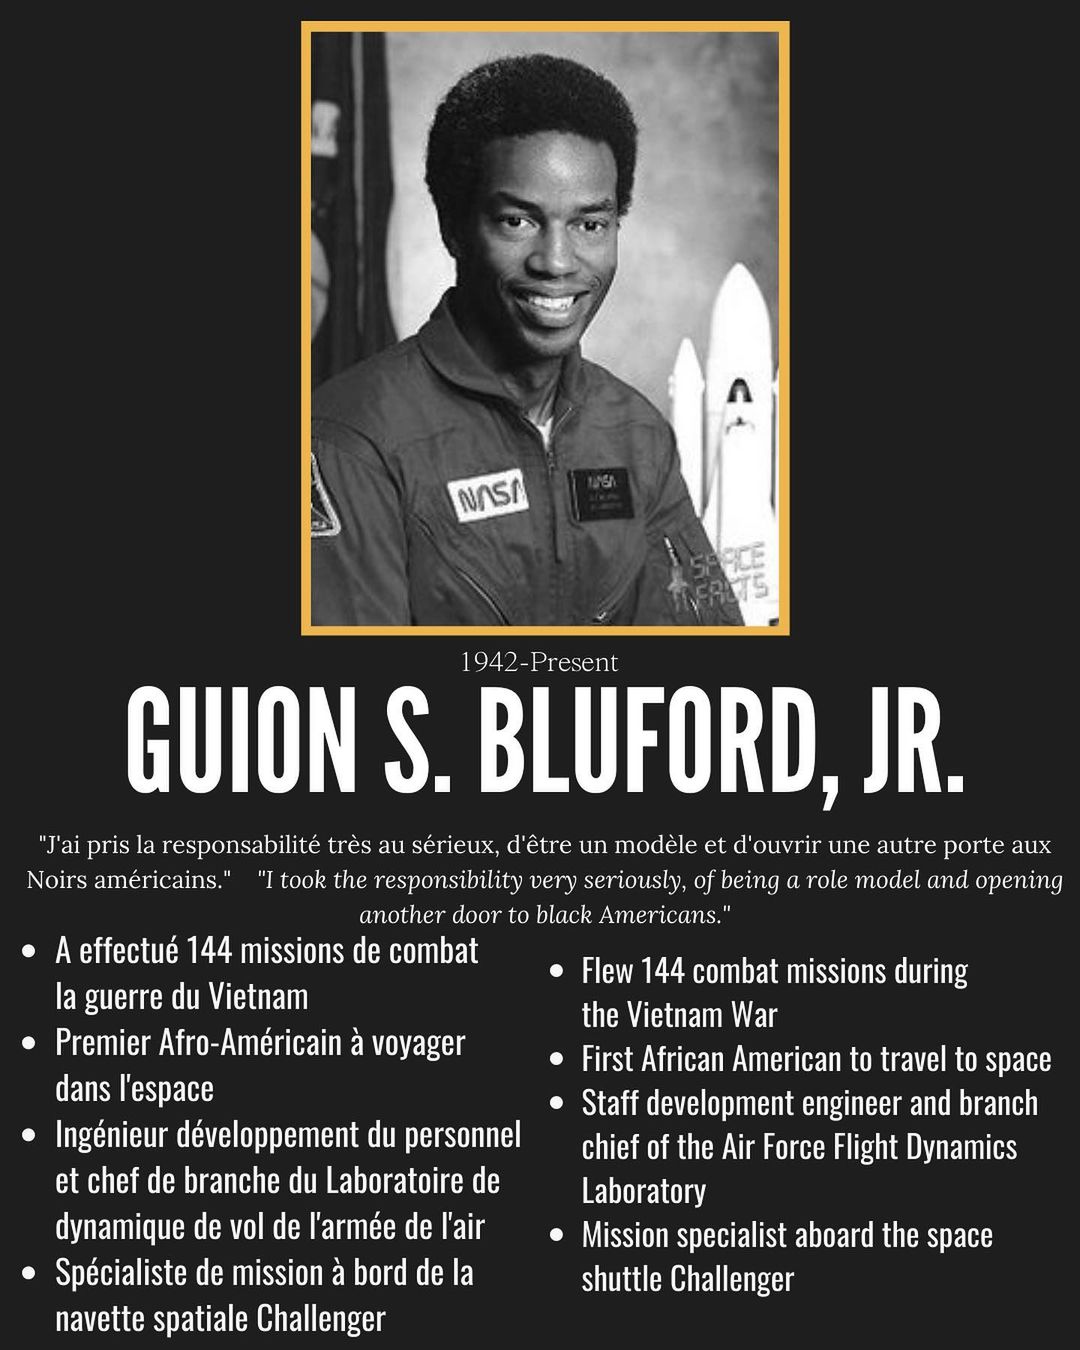 NASA
NASA
SPACE
FACTS
1942-Present
GUION S. BLUFORD, JR.
"J'ai pris la responsabilité très au sérieux, d'être un modèle et d'ouvrir une autre porte aux
Noirs américains." "I took the responsibility very seriously, of being a role model and opening
another door to black Americans."
• A effectué 144 missions de combat
la guerre du Vietnam
• Premier Afro-Américain à voyager
dans l'espace
• Ingénieur développement du personnel
et chef de branche du Laboratoire de
dynamique de vol de l'armée de l'air
• Spécialiste de mission à bord de la
navette spatiale Challenger
• Flew 144 combat missions during
the Vietnam War
• First African American to travel to space
• Staff development engineer and branch
chief of the Air Force Flight Dynamics
Laboratory
• Mission specialist aboard the space
shuttle Challenger